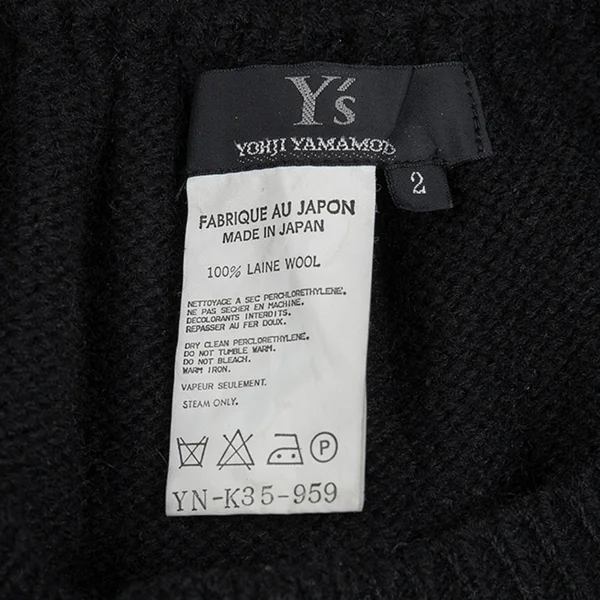 Y's
YOHJI YAMAMO
2
FABRIQUE AU JAPON
MADE IN JAPAN
100% LAINE WOOL
NETTOYAGE A SEC PERCHLORETHYLENE.
NE PAS SECHER EN MACHINE.
DECOLORANTS INTERDITS.
REPASSER AU FER DOUX.
DRY CLEAN PERCLORETHYLENE.
DO NOT TUMBLE WARM.
DO NOT BLEACH.
WARM IRON.
VAPEUR SEULEMENT.
STEAM ONLY.
P
YN-K35-959